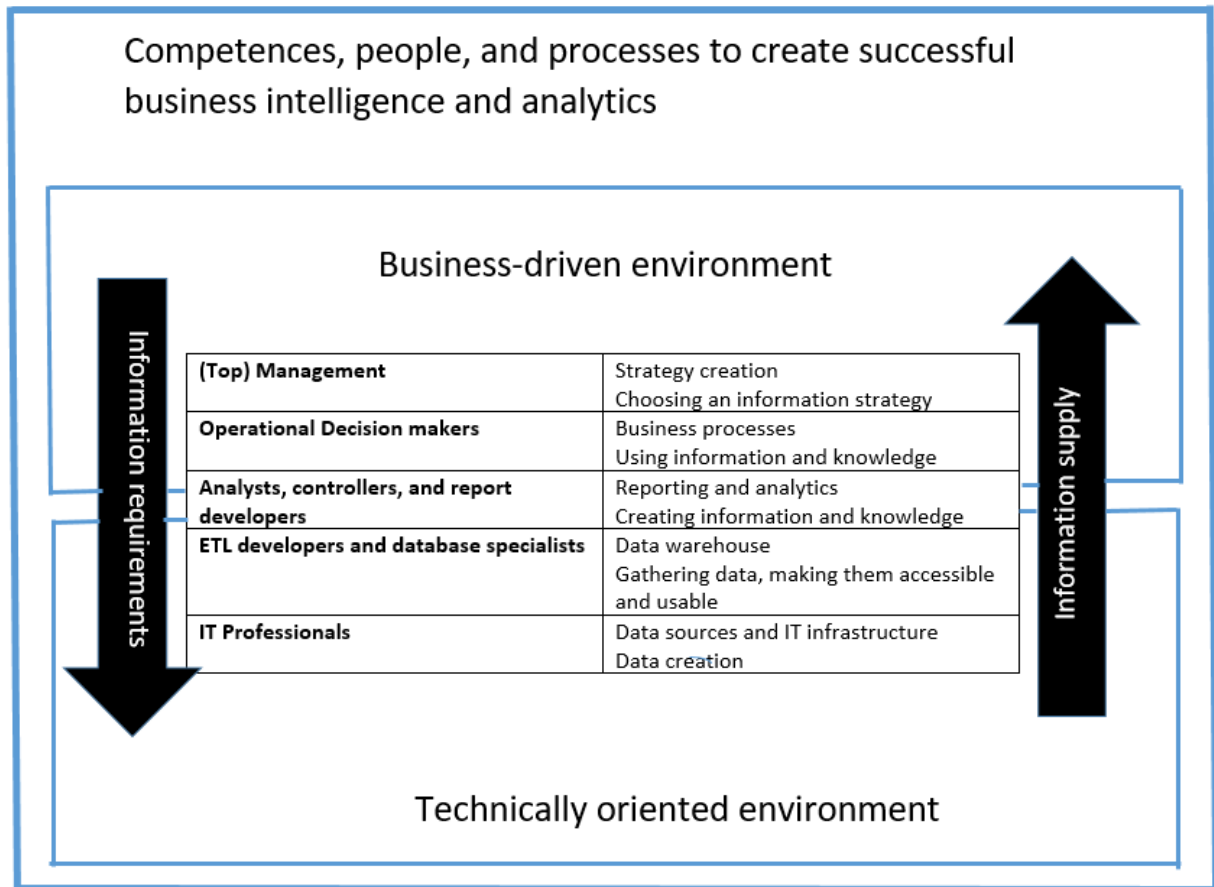 Competences, people, and processes to create successful
business intelligence and analytics
Business-driven environment
Information requirements
(Top) Management
Strategy creation
Choosing an information strategy
Operational Decision makers
Business processes
Using information and knowledge
Analysts, controllers, and report
developers
Reporting and analytics
Creating information and knowledge
ETL developers and database specialists
Data warehouse
Gathering data, making them accessible
and usable
IT Professionals
Data sources and IT infrastructure
Data creation
Information supply
Technically oriented environment